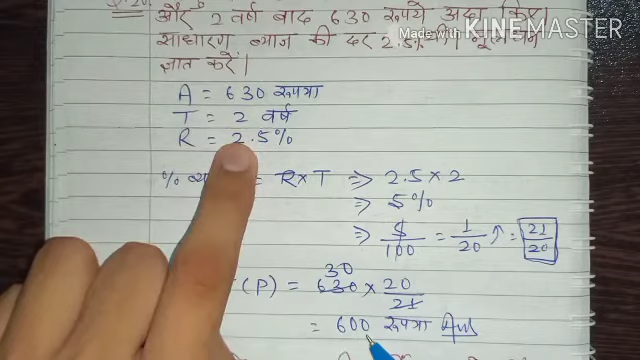 और 2 वर्ष बाद 630 रूपये अदा किए।
Made with KINEMASTER
साधारण ब्याज की दर 2.5%
ज्ञात करें।
A = 630 रूपया
T = 2 वर्ष
R = 2.5%
% = R×T ⇒ 2.5 × 2
⇒ 5%
⇒ 5/100 = 1/20 ↑ = 21/20
30
(P) = 630 × 20/21
= 600 रूपया Ans